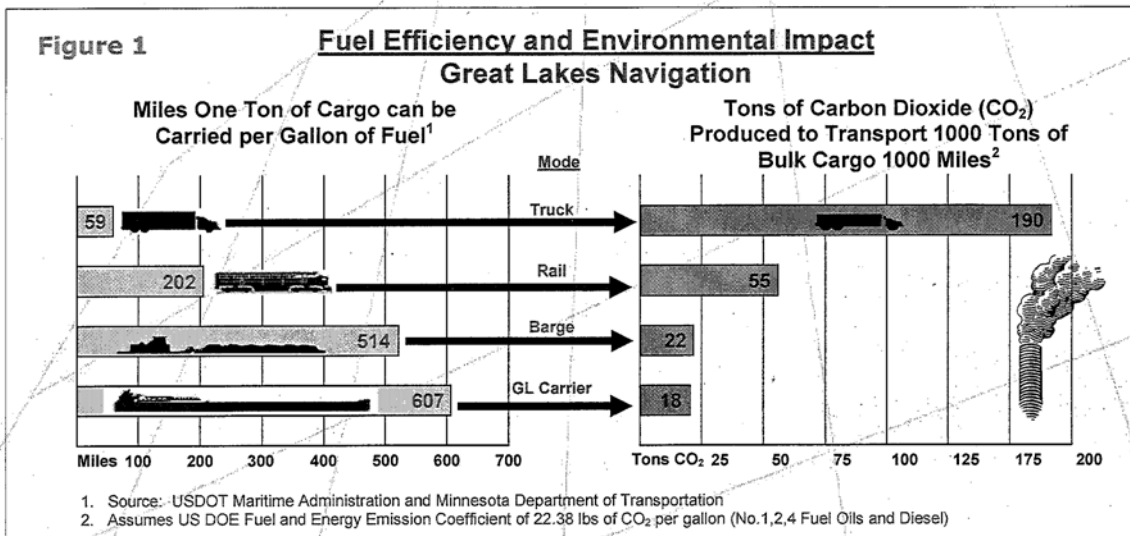 Figure 1
Fuel Efficiency and Environmental Impact
Great Lakes Navigation
Miles One Ton of Cargo can be
Carried per Gallon of Fuel¹
Mode
Tons of Carbon Dioxide (CO₂)
Produced to Transport 1000 Tons of
Bulk Cargo 1000 Miles²
59
Truck
190
202
Rail
55
514
Barge
22
607
GL Carrier
18
Miles 100 200 300 400 500 600 700
Tons CO₂ 25 50 75 100 125 175 200
1. Source: USDOT Maritime Administration and Minnesota Department of Transportation
2. Assumes US DOE Fuel and Energy Emission Coefficient of 22.38 lbs of CO₂ per gallon (No.1,2,4 Fuel Oils and Diesel)